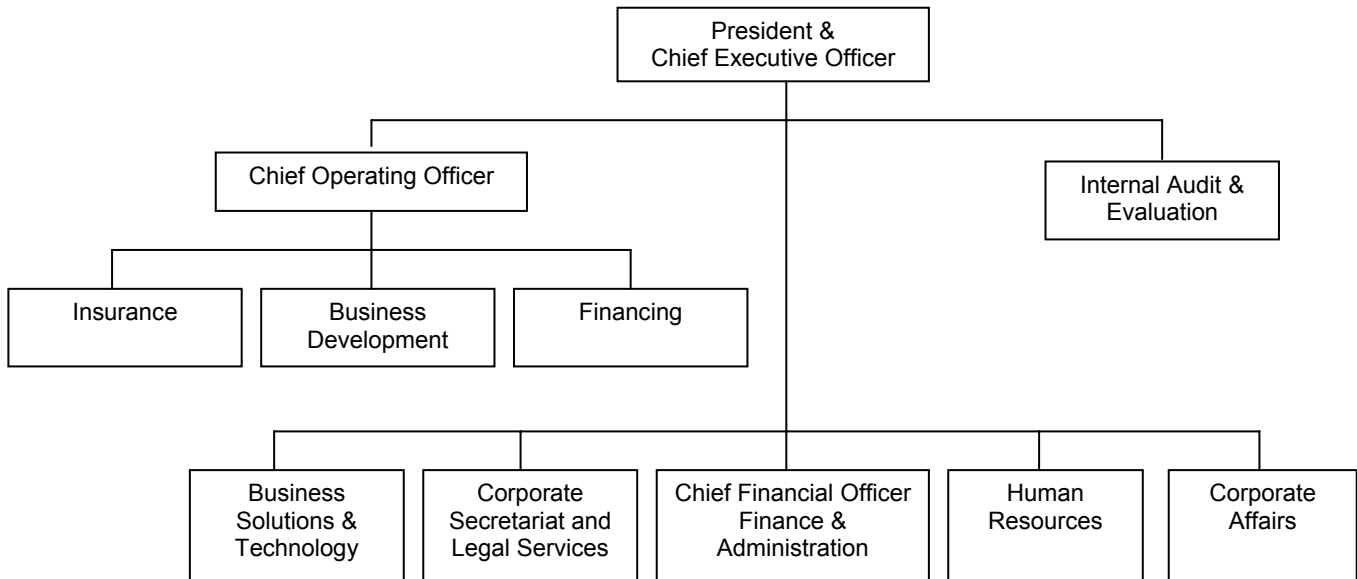 President &
Chief Executive Officer
Chief Operating Officer
Internal Audit &
Evaluation
Insurance
Business
Development
Financing
Business
Solutions &
Technology
Corporate
Secretariat and
Legal Services
Chief Financial Officer
Finance &
Administration
Human
Resources
Corporate
Affairs